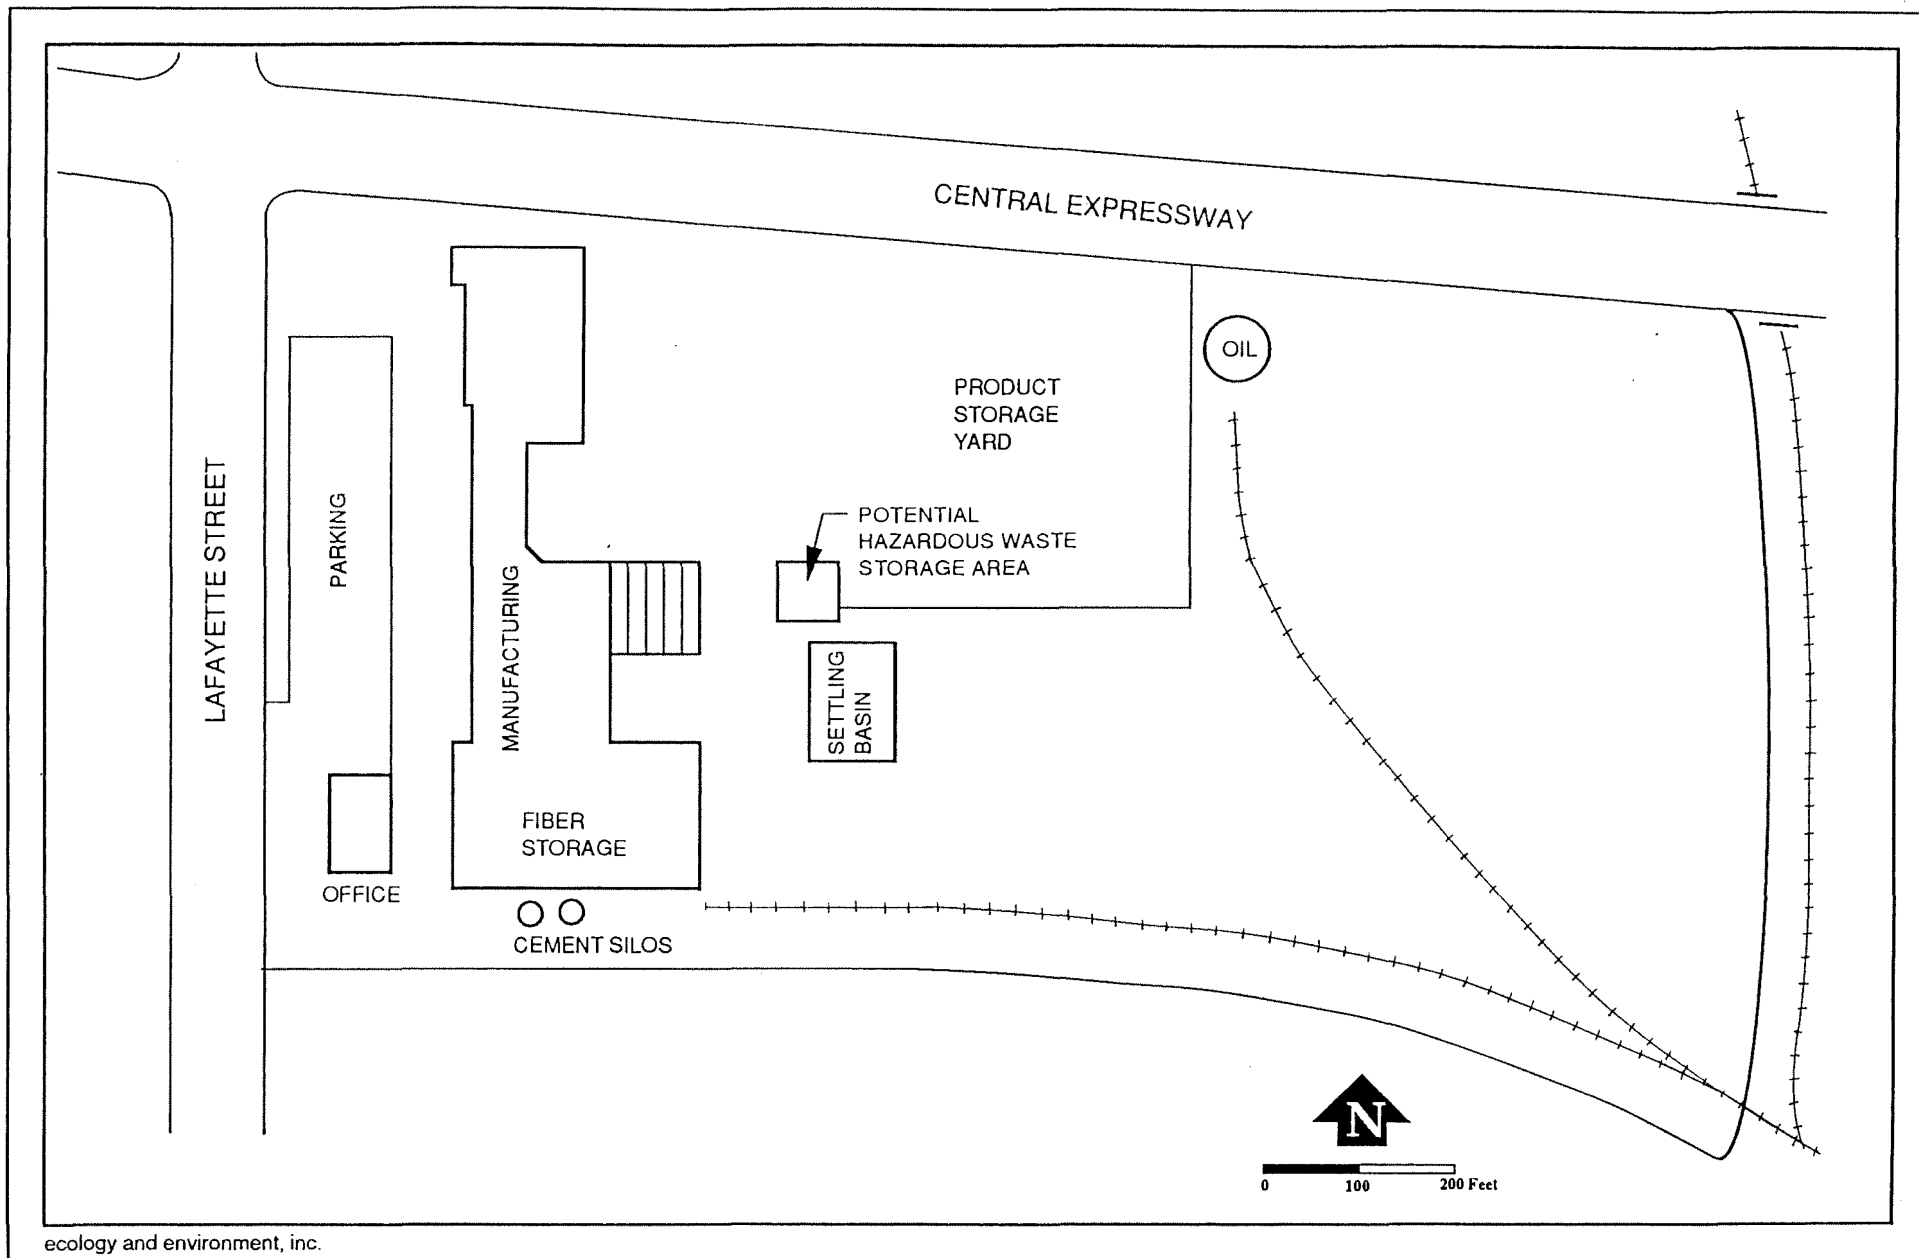 CENTRAL EXPRESSWAY
OIL
PRODUCT
STORAGE
YARD
LAFAYETTE STREET
PARKING
MANUFACTURING
POTENTIAL
HAZARDOUS WASTE
STORAGE AREA
SETTLING
BASIN
FIBER
STORAGE
OFFICE
CEMENT SILOS
N
0 100 200 Feet
ecology and environment, inc.